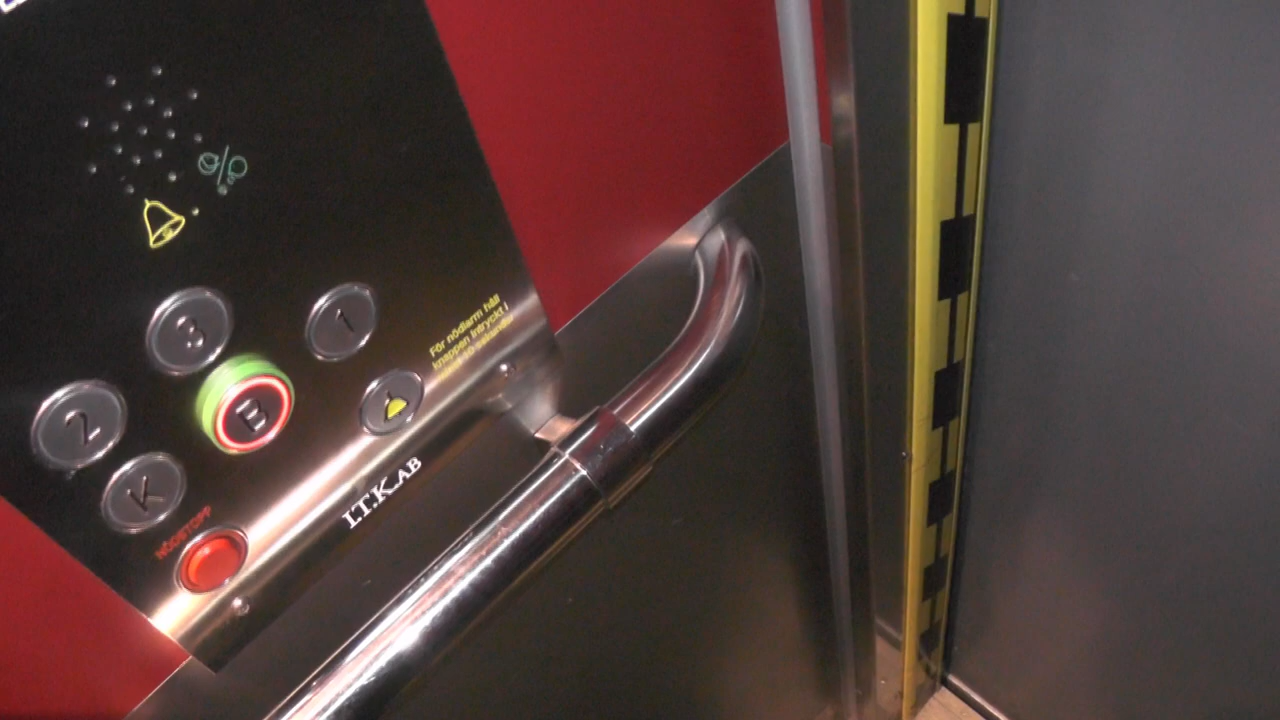 3
1
För nödlarm håll
knappen intryckt i
2
B
K
I.T.K. AB
NÖDSTOPP